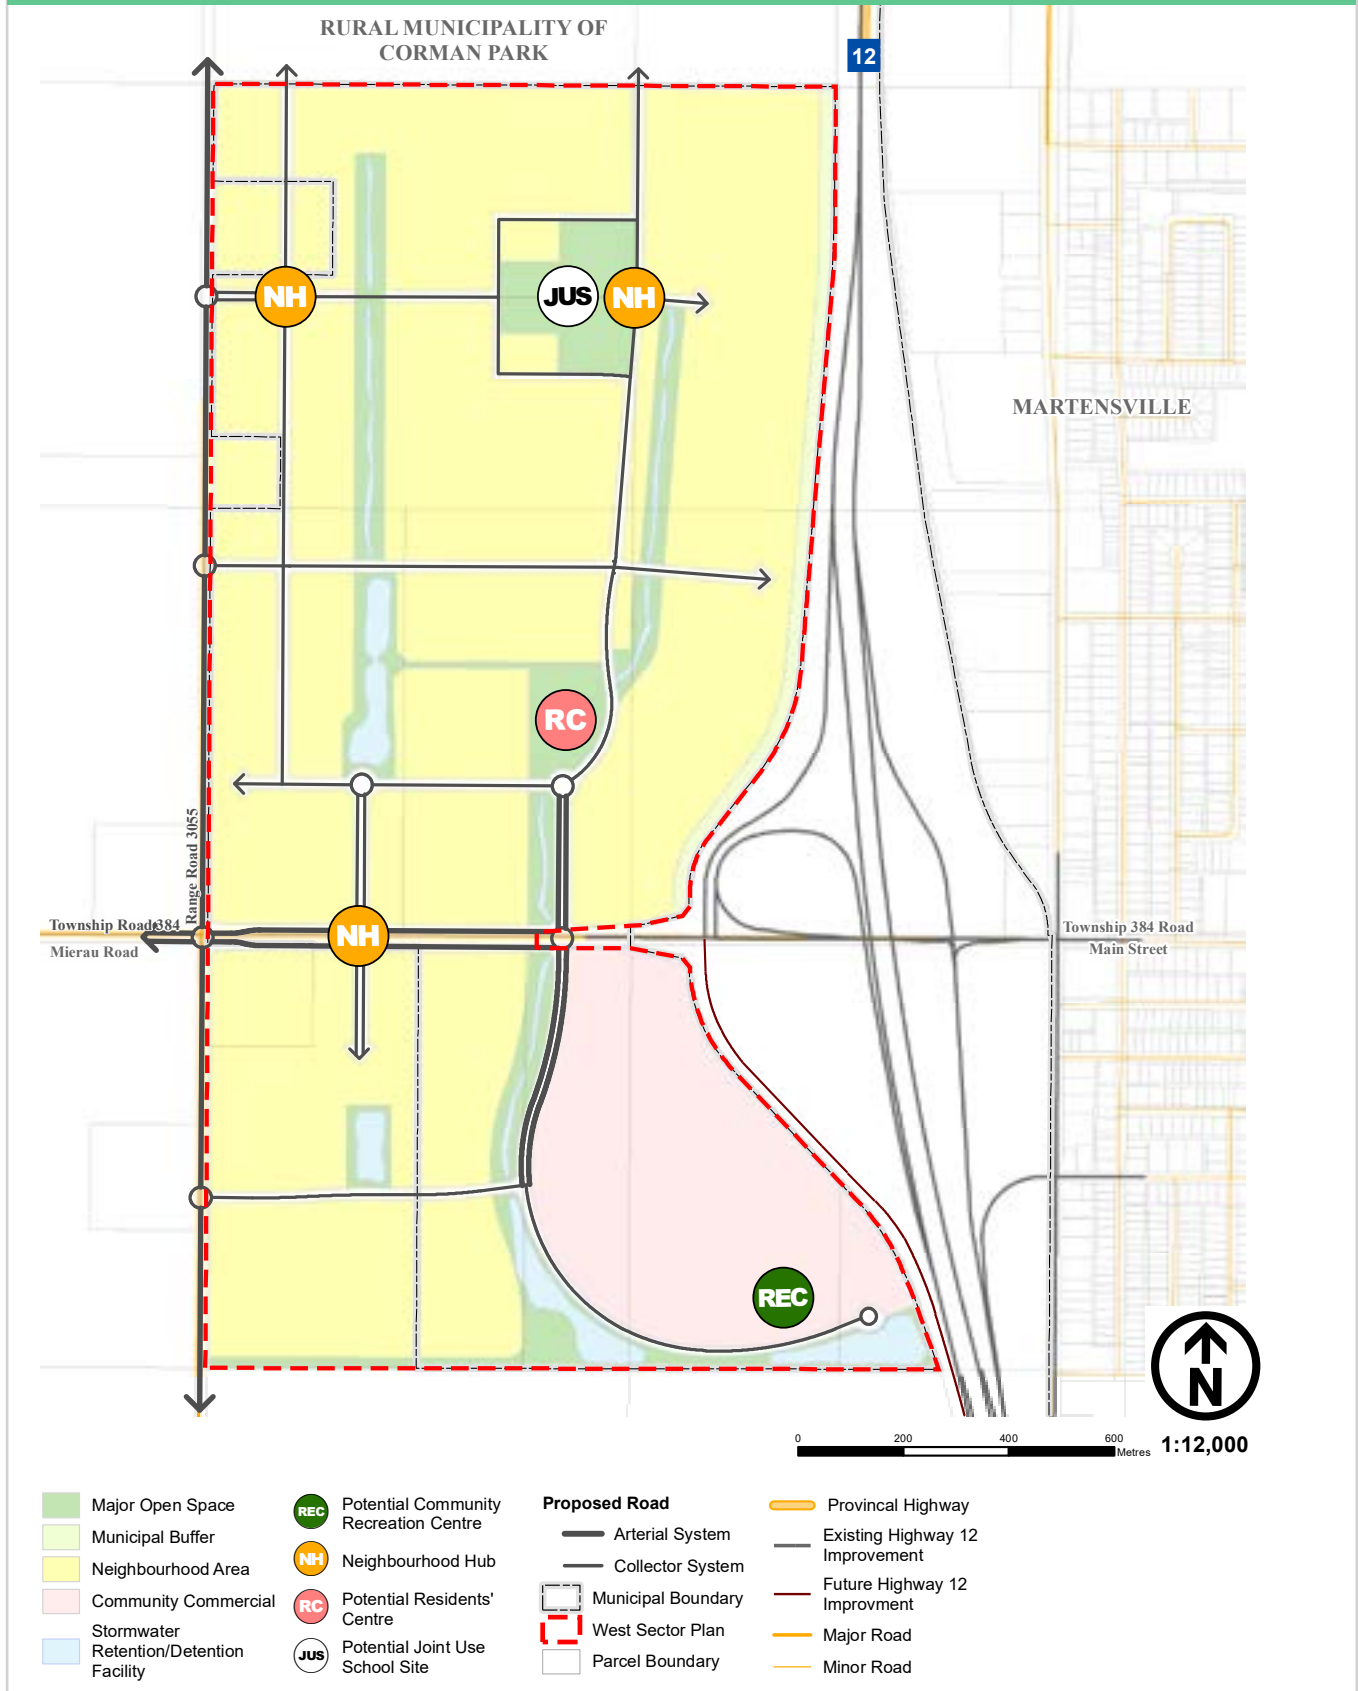 RURAL MUNICIPALITY OF
CORMAN PARK
12
NH
JUS
NH
MARTENSVILLE
RC
Range Road 3055
Township Road 384
Mierau Road
NH
Township 384 Road
Main Street
REC
N
0 200 400 600
Metres
1:12,000
Major Open Space
Municipal Buffer
Neighbourhood Area
Community Commercial
Stormwater
Retention/Detention
Facility
REC
Potential Community
Recreation Centre
NH
Neighbourhood Hub
RC
Potential Residents'
Centre
JUS
Potential Joint Use
School Site
Proposed Road
Arterial System
Collector System
Municipal Boundary
West Sector Plan
Parcel Boundary
Provincal Highway
Existing Highway 12
Improvement
Future Highway 12
Improvment
Major Road
Minor Road